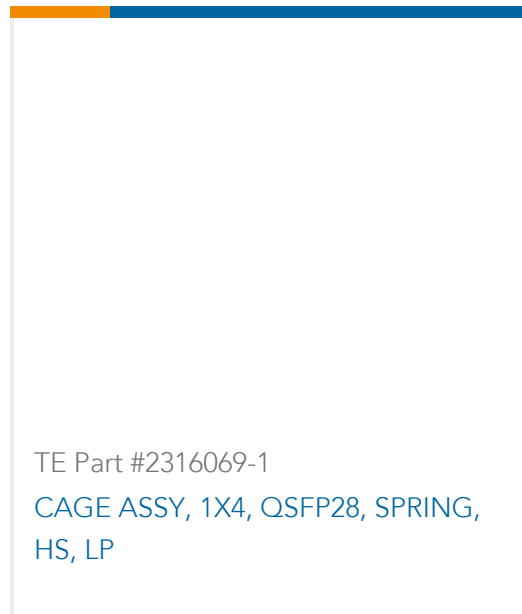 TE Part #2316069-1
CAGE ASSY, 1X4, QSFP28, SPRING,
HS, LP